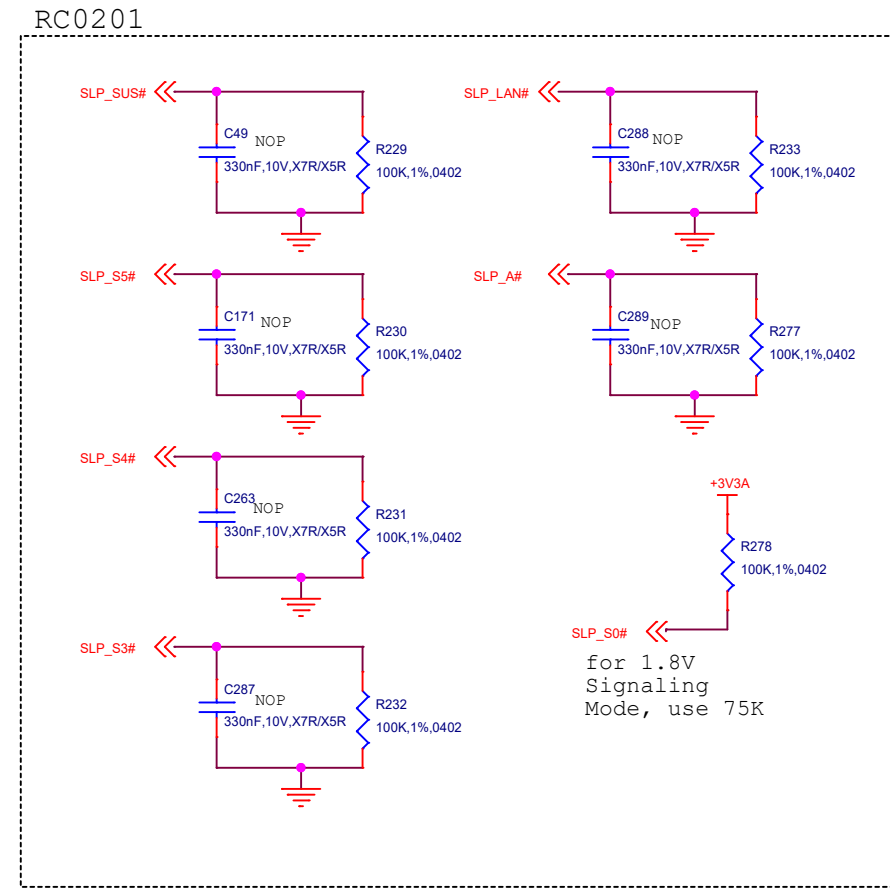 RC0201
SLP_SUS#
C49
NOP
330nF,10V,X7R/X5R
R229
100K,1%,0402
SLP_LAN#
C288
NOP
330nF,10V,X7R/X5R
R233
100K,1%,0402
SLP_S5#
C171
NOP
330nF,10V,X7R/X5R
R230
100K,1%,0402
SLP_A#
C289
NOP
330nF,10V,X7R/X5R
R277
100K,1%,0402
SLP_S4#
C263
NOP
330nF,10V,X7R/X5R
R231
100K,1%,0402
+3V3A
R278
100K,1%,0402
SLP_S0#
for 1.8V
Signaling
Mode, use 75K
SLP_S3#
C287
NOP
330nF,10V,X7R/X5R
R232
100K,1%,0402